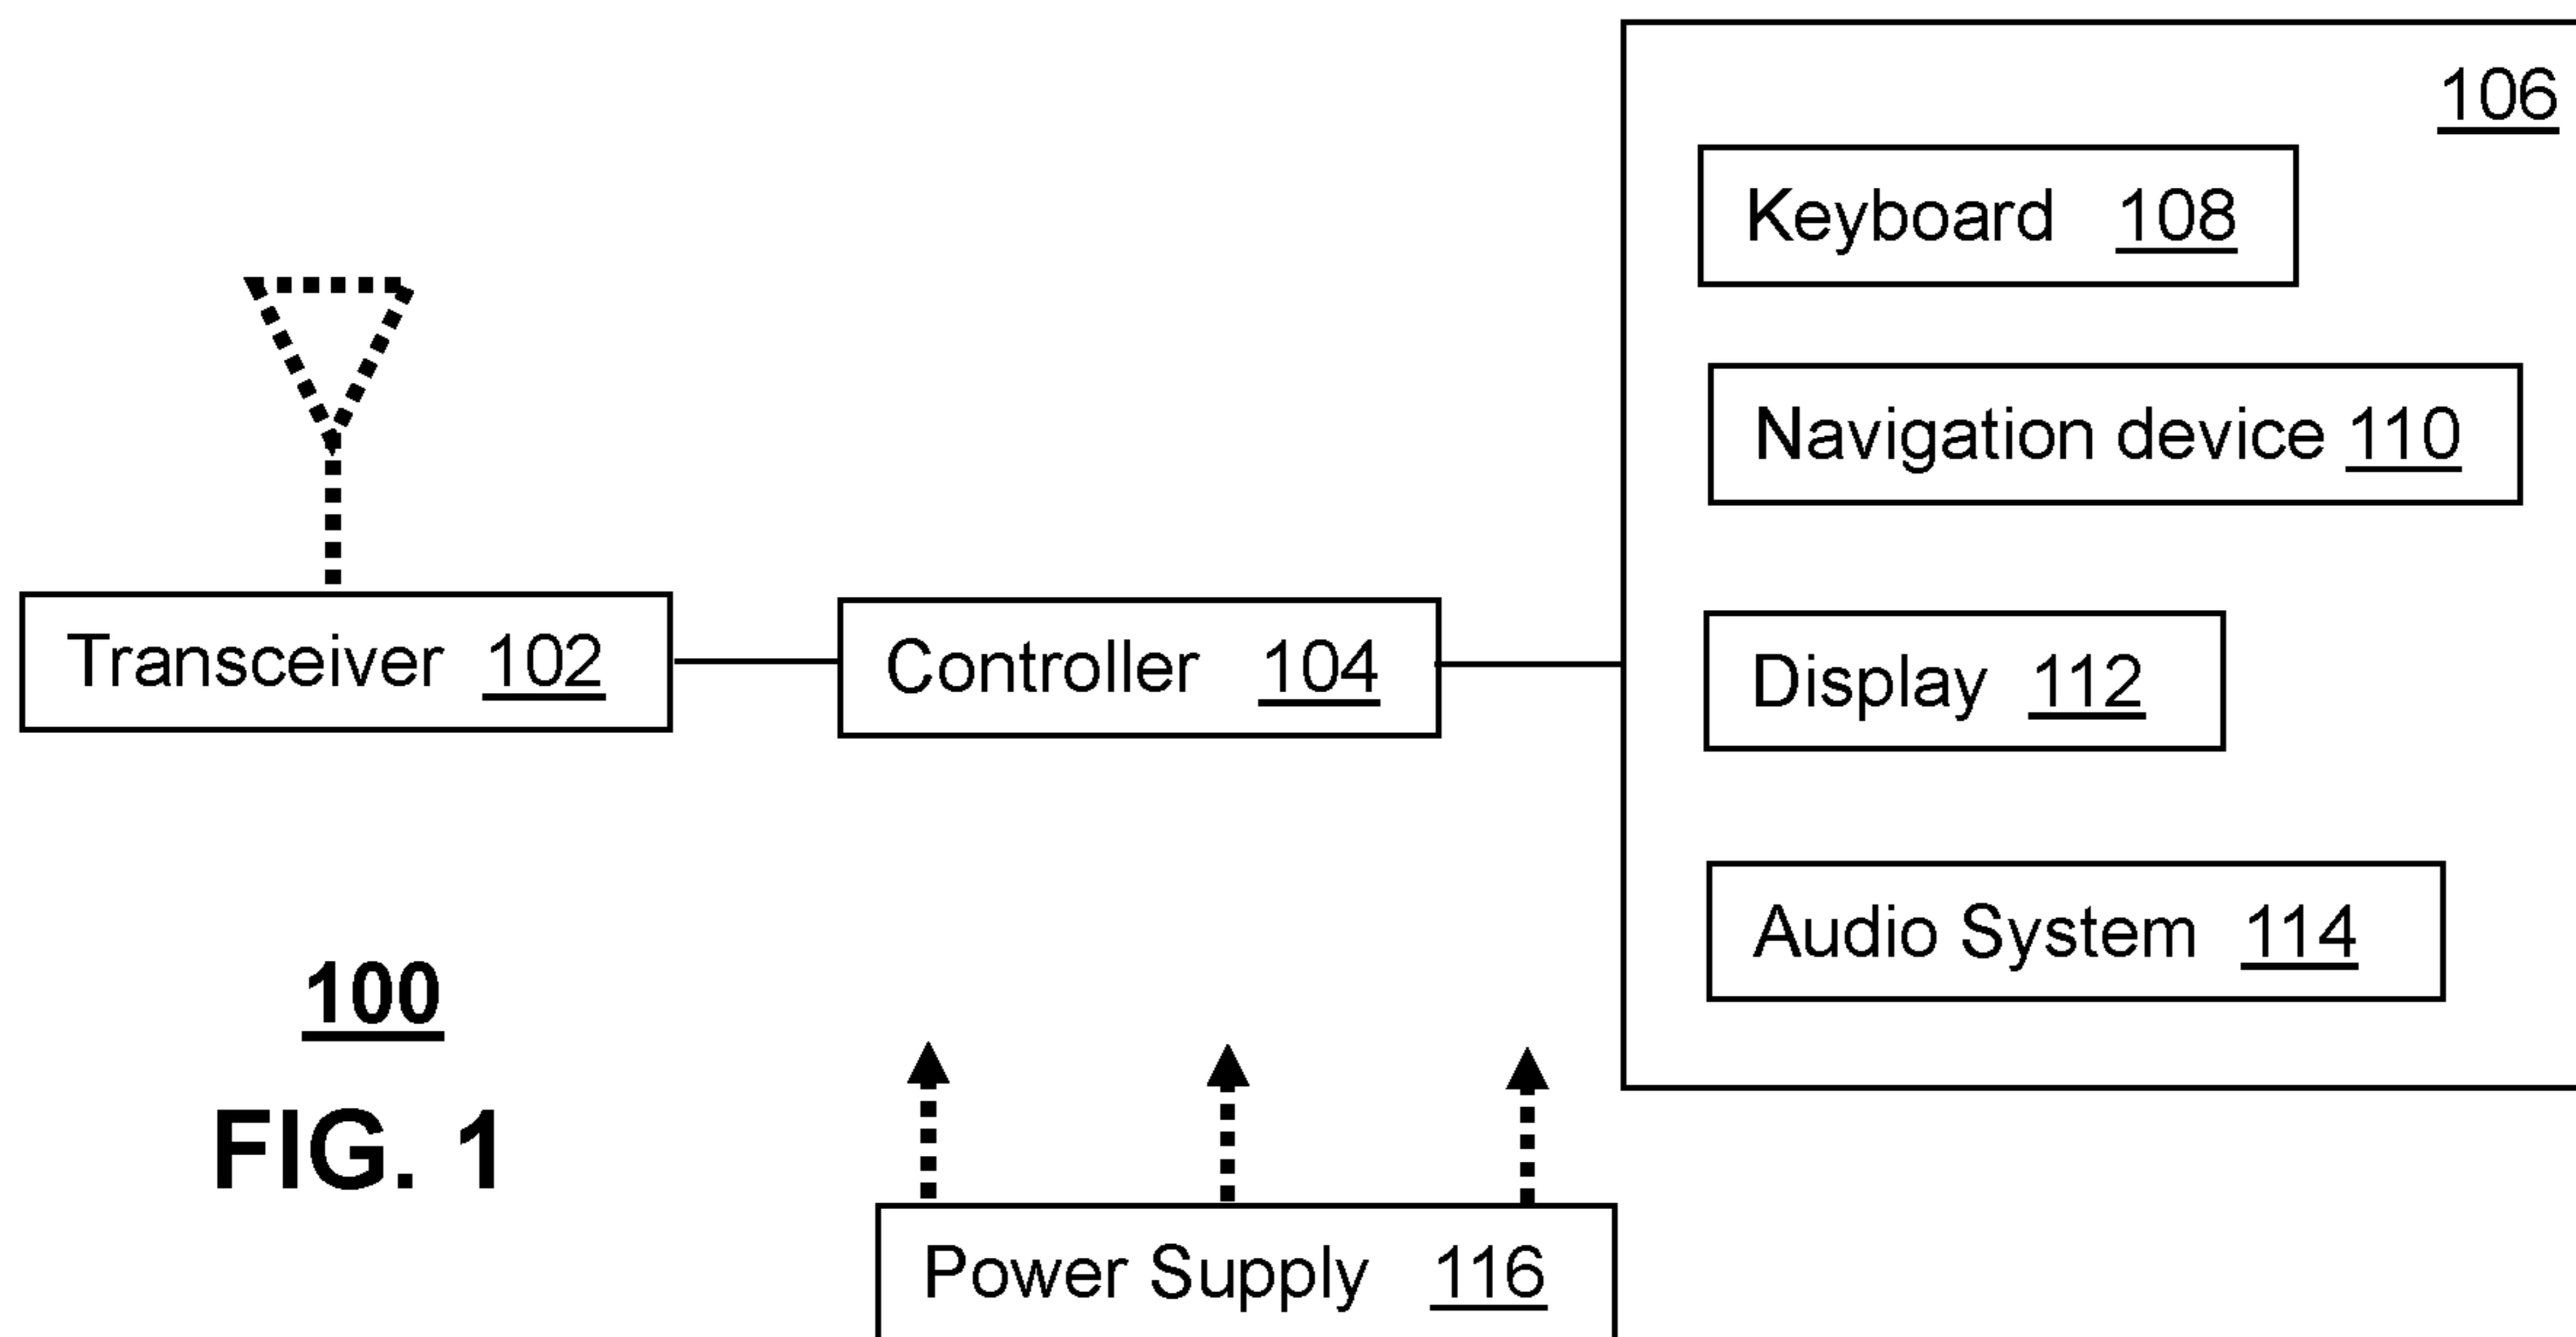 106
Keyboard 108
Navigation device 110
Transceiver 102
Controller 104
Display 112
Audio System 114
100
FIG. 1
Power Supply 116